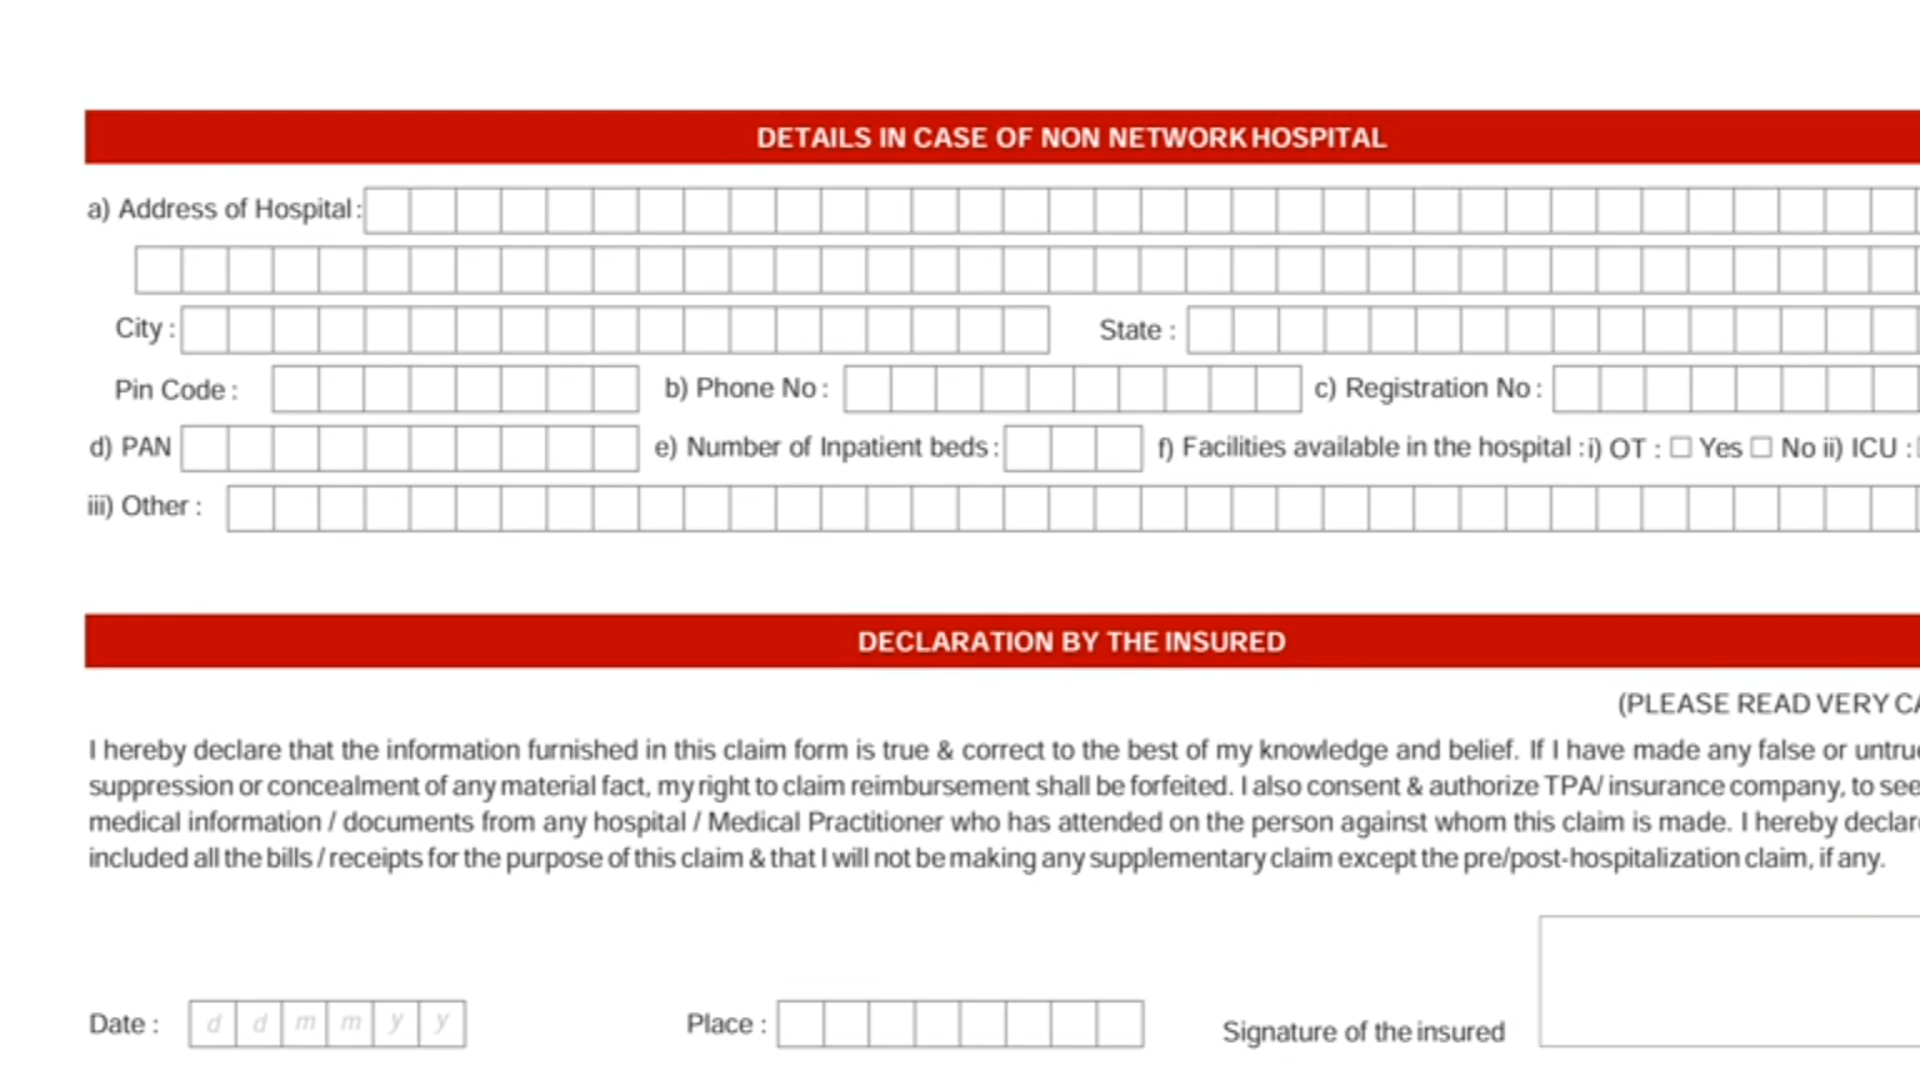 DETAILS IN CASE OF NON NETWORK HOSPITAL
a) Address of Hospital :
City : State :
Pin Code : b) Phone No : c) Registration No :
d) PAN e) Number of Inpatient beds : f) Facilities available in the hospital : i) OT : Yes No ii) ICU :
iii) Other :
DECLARATION BY THE INSURED
(PLEASE READ VERY
I hereby declare that the information furnished in this claim form is true & correct to the best of my knowledge and belief. If I have made any false or
suppression or concealment of any material fact, my right to claim reimbursement shall be forfeited. I also consent & authorize TPA/ insurance company, to
medical information / documents from any hospital / Medical Practitioner who has attended on the person against whom this claim is made. I hereby
included all the bills / receipts for the purpose of this claim & that I will not be making any supplementary claim except the pre/post-hospitalization claim, if any.
Date : d d m m y y Place : Signature of the insured